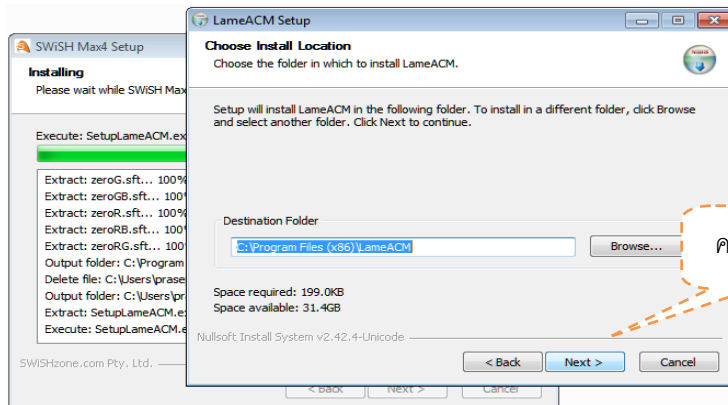 LameACM Setup
Choose Install Location
Choose the folder in which to install LameACM.
Setup will install LameACM in the following folder. To install in a different folder, click Browse
and select another folder. Click Next to continue.
Destination Folder
C:\Program Files (x86)\LameACM
Browse...
Space required: 199.0KB
Space available: 31.4GB
Nullsoft Install System v2.42.4-Unicode
< Back
Next >
Cancel
SWiSH Max4 Setup
Installing
Please wait while SWiSH Max
Execute: SetupLameACM.ex
Extract: zeroG.sft... 100%
Extract: zeroGB.sft... 100
Extract: zeroR.sft... 100%
Extract: zeroRB.sft... 100
Extract: zeroRG.sft... 100
Output folder: C:\Program
Delete file: C:\Users\prase
Output folder: C:\Users\pr
Extract: SetupLameACM.e
Execute: SetupLameACM.e
SWiSHzone.com Pty. Ltd.
< Back
Next >
Cancel